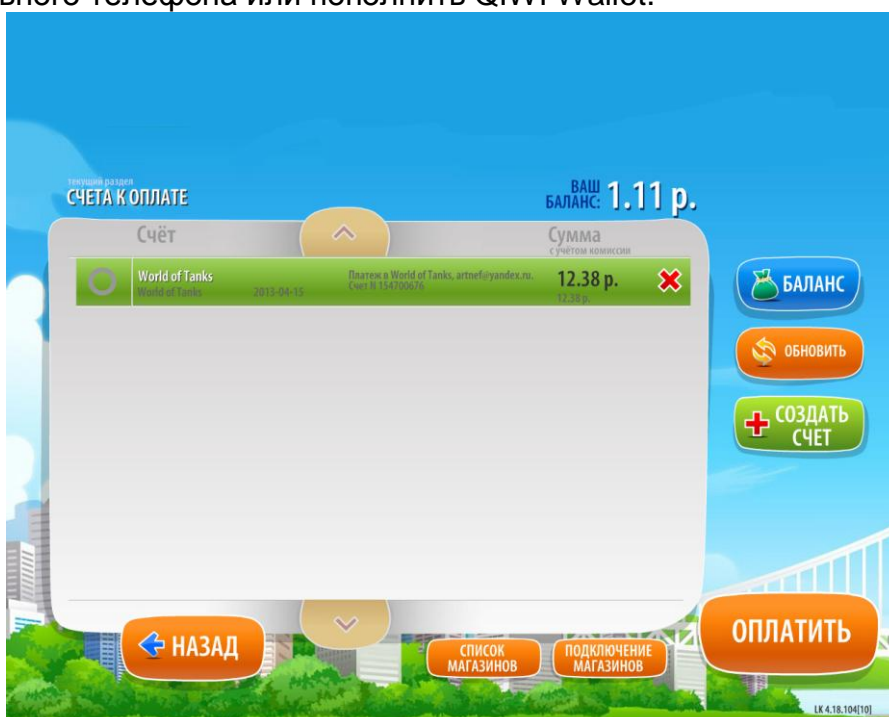 вного телефона или пополнить QIWI Wallet.
текущий раздел
СЧЕТА К ОПЛАТЕ
ВАШ БАЛАНС: 1.11 р.
Счёт
Сумма
с учётом комиссии
World of Tanks
World of Tanks 2013-04-15
Платеж в World of Tanks, artnef@yandex.ru.
Счет N 154700676
12.38 р.
12.38 р.
БАЛАНС
ОБНОВИТЬ
СОЗДАТЬ
СЧЕТ
НАЗАД
СПИСОК
МАГАЗИНОВ
ПОДКЛЮЧЕНИЕ
МАГАЗИНОВ
ОПЛАТИТЬ
LK 4.18.104[10]